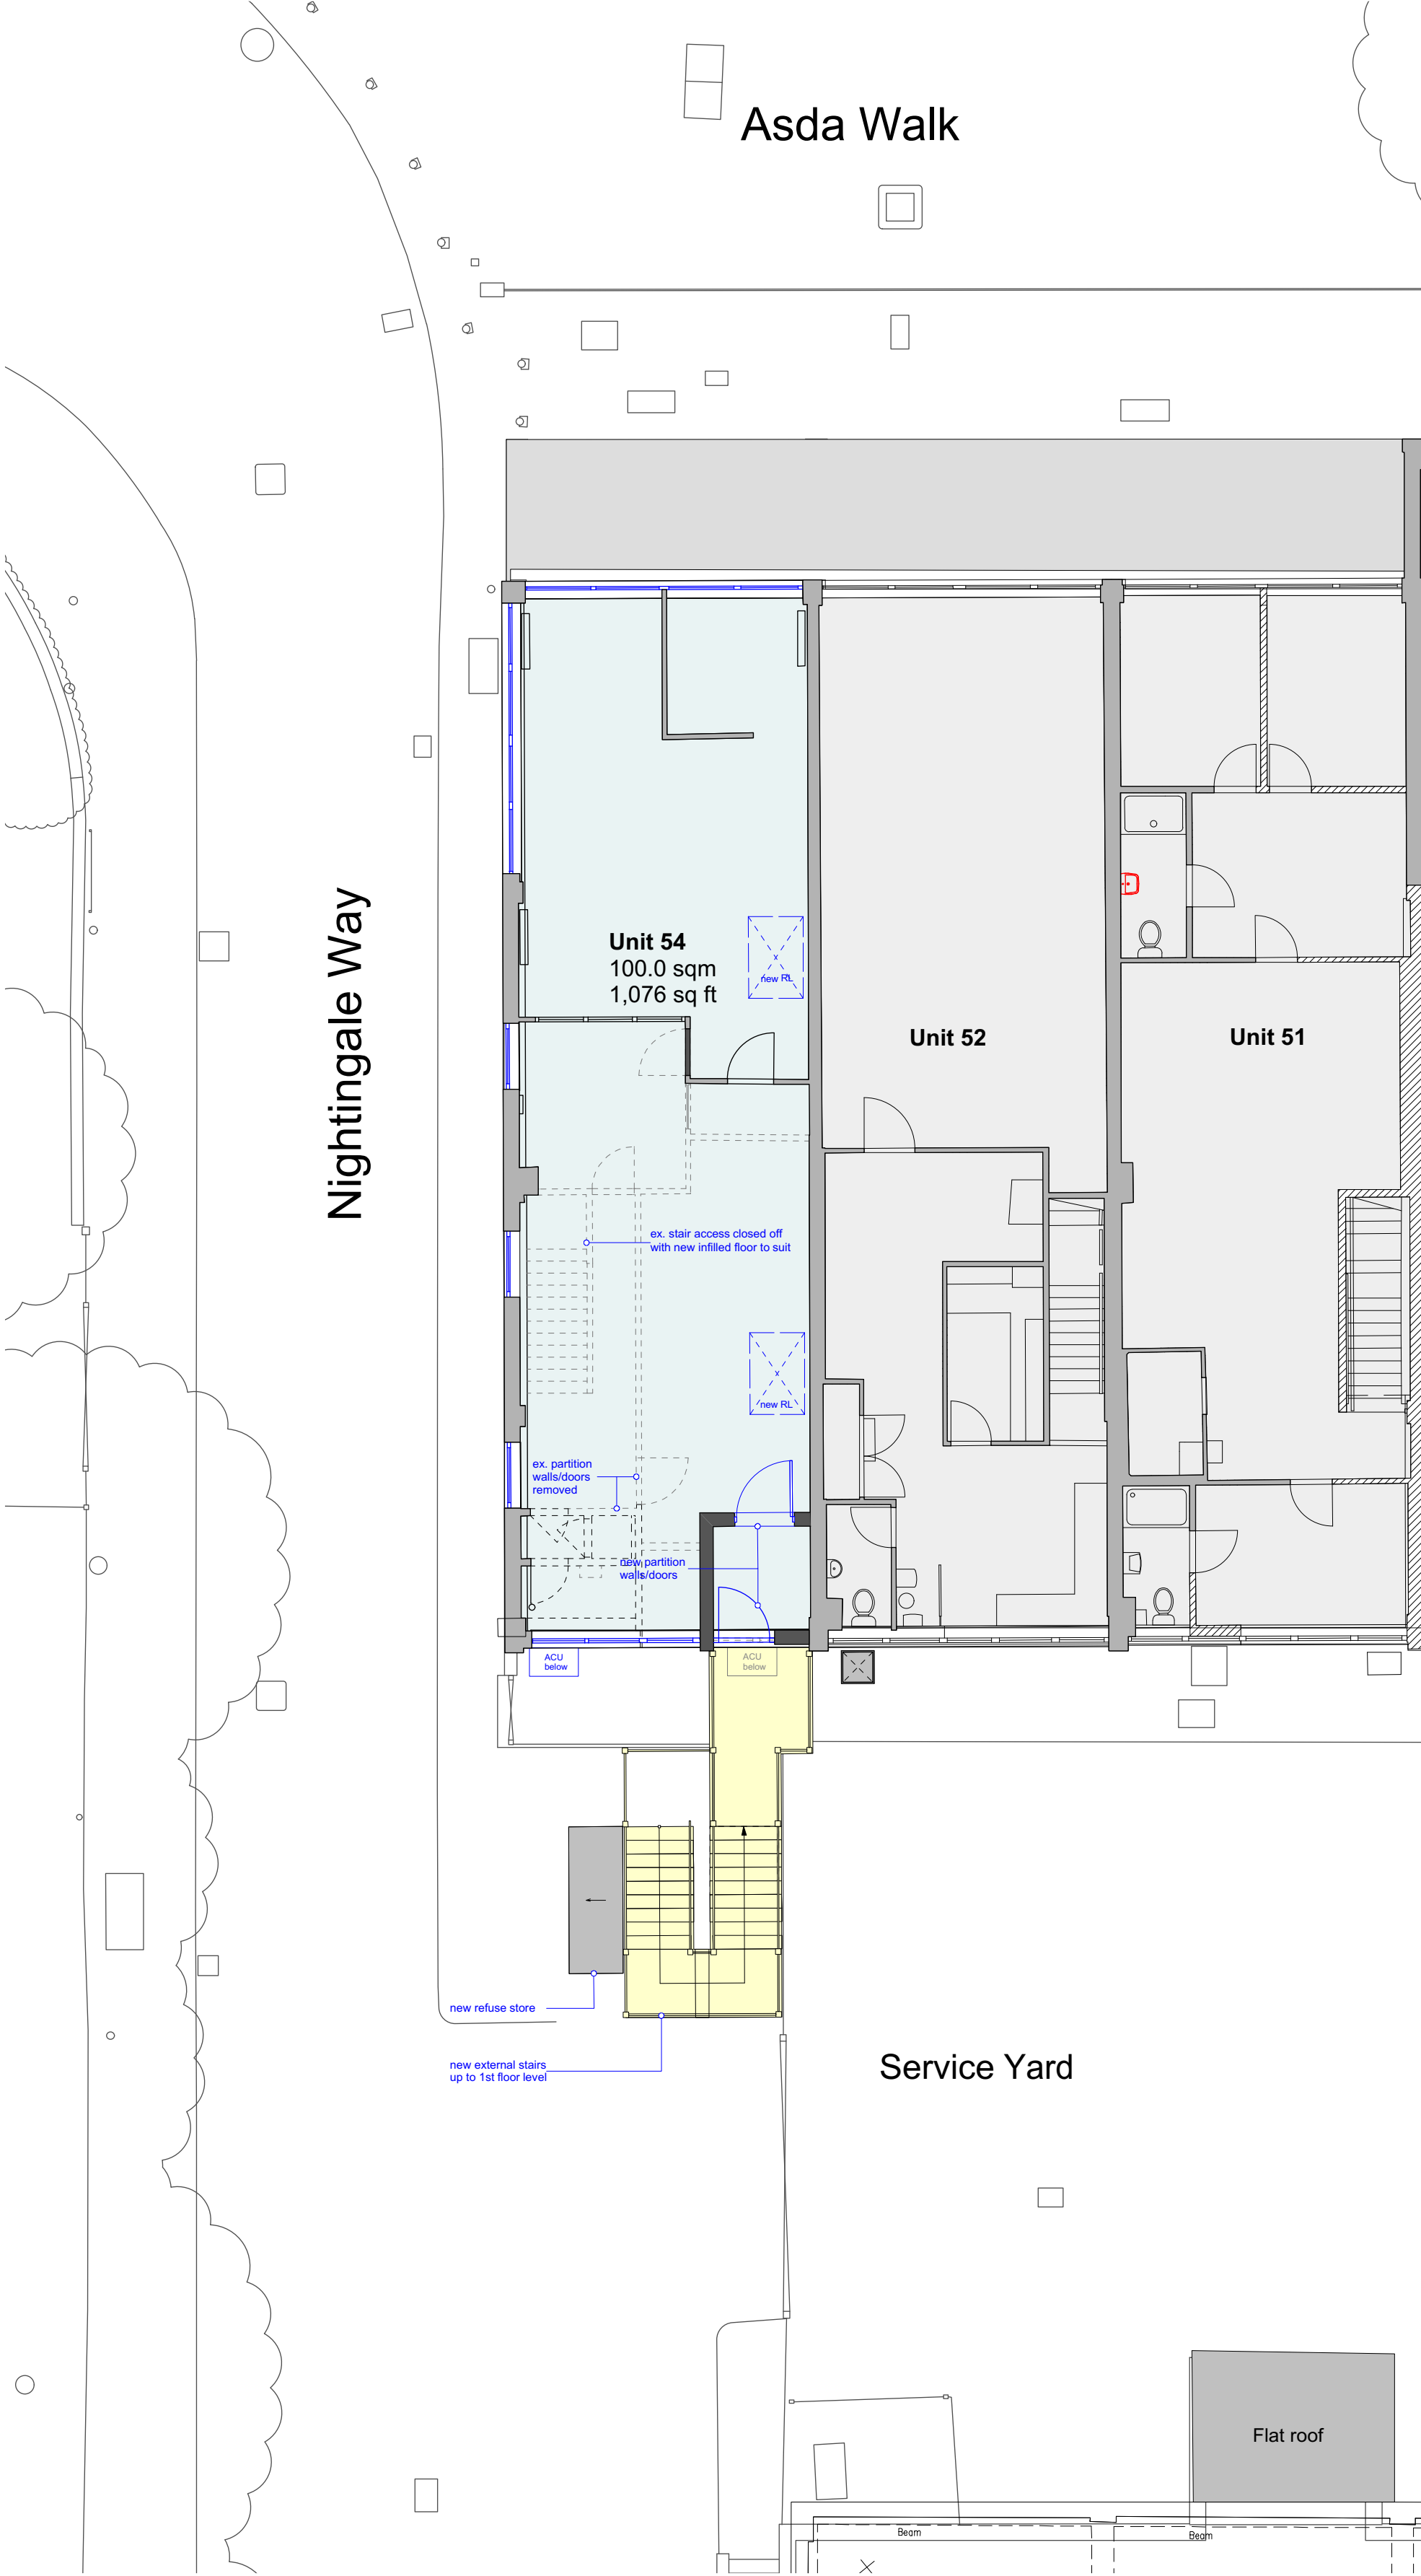 Asda Walk
Nightingale Way
Unit 54
100.0 sqm
1,076 sq ft
new RL
Unit 52
Unit 51
ex. stair access closed off
with new infilled floor to suit
new RL
ex. partition
walls/doors
removed
new partition
walls/doors
ACU
below
ACU
below
new refuse store
new external stairs
up to 1st floor level
Service Yard
Flat roof
Beam
Beam